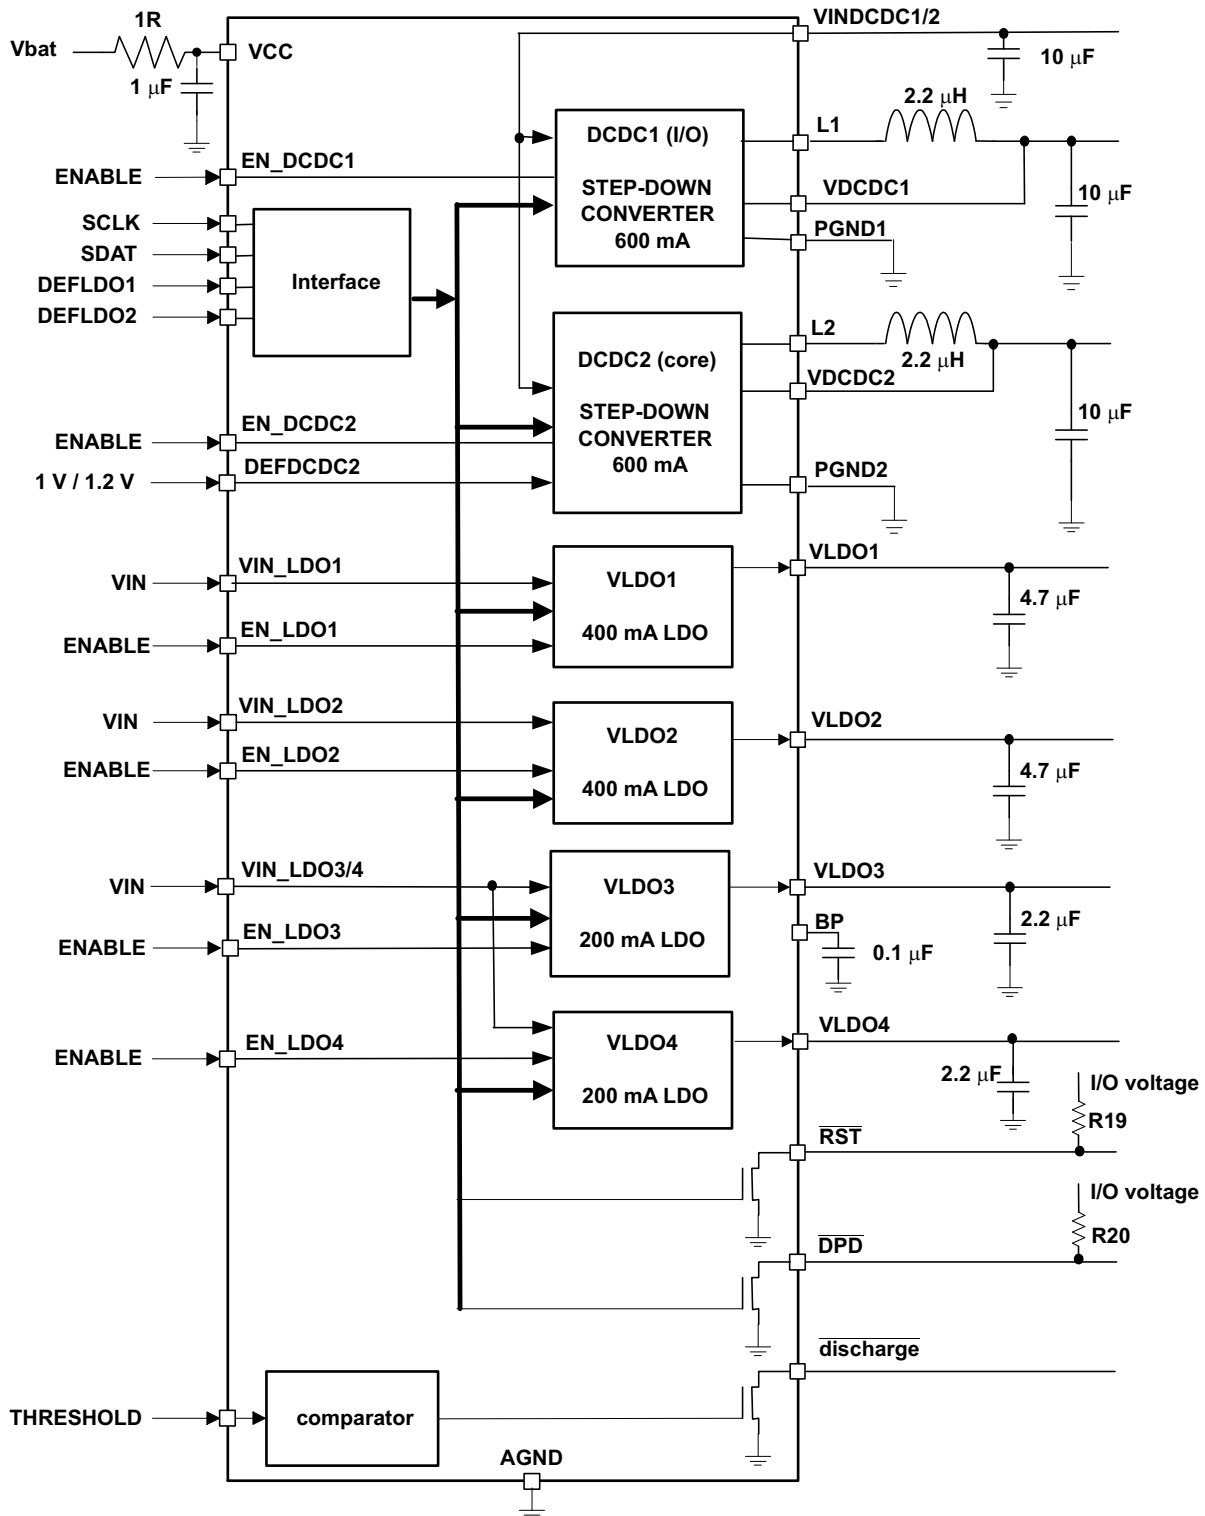 1R
VINDCDC1/2
Vbat
VCC
1 μF
10 μF
2.2 μH
DCDC1 (I/O)
STEP-DOWN
CONVERTER
600 mA
L1
EN_DCDC1
ENABLE
VDCDC1
10 μF
SCLK
SDAT
DEFLDO1
DEFLDO2
Interface
PGND1
L2
2.2 μH
DCDC2 (core)
STEP-DOWN
CONVERTER
600 mA
VDCDC2
10 μF
EN_DCDC2
ENABLE
DEFDCDC2
1 V / 1.2 V
PGND2
VLDO1
VIN_LDO1
VIN
VLDO1
400 mA LDO
4.7 μF
EN_LDO1
ENABLE
VIN_LDO2
VIN
VLDO2
400 mA LDO
VLDO2
EN_LDO2
ENABLE
4.7 μF
VIN_LDO3/4
VIN
VLDO3
200 mA LDO
VLDO3
BP
2.2 μF
EN_LDO3
ENABLE
0.1 μF
VLDO4
EN_LDO4
ENABLE
VLDO4
200 mA LDO
2.2 μF
I/O voltage
R19
RST
I/O voltage
R20
DPD
discharge
THRESHOLD
comparator
AGND